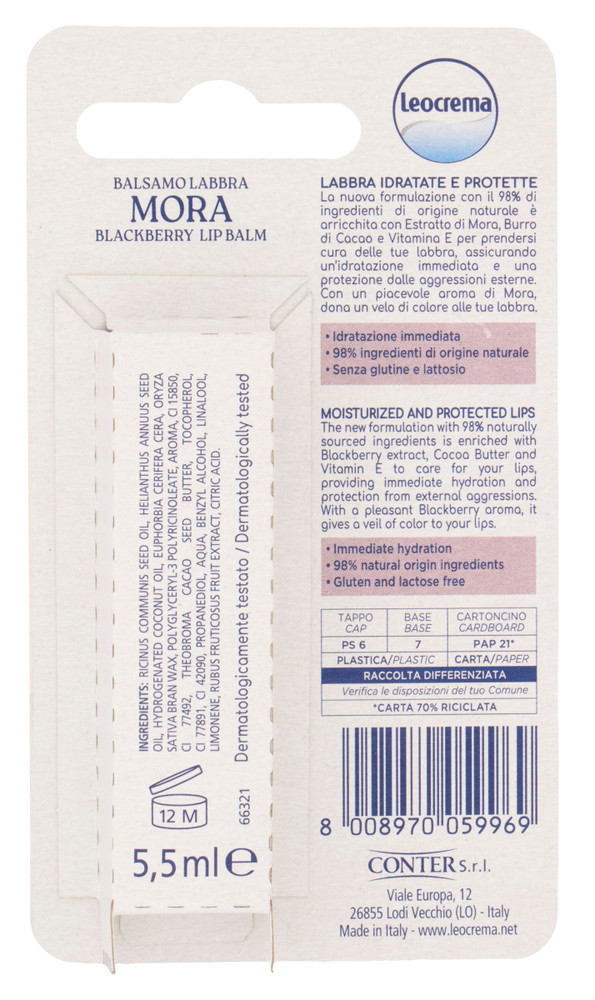 Leocrema
BALSAMO LABBRA
MORA
BLACKBERRY LIP BALM
LABBRA IDRATATE E PROTETTE
La nuova formulazione con il 98% di
ingredienti di origine naturale è
arricchita con Estratto di Mora, Burro
di Cacao e Vitamina E per prendersi
cura delle tue labbra, assicurando
un'idratazione immediata e una
protezione dalle aggressioni esterne.
Con un piacevole aroma di Mora,
dona un velo di colore alle tue labbra.
• Idratazione immediata
• 98% ingredienti di origine naturale
• Senza glutine e lattosio
MOISTURIZED AND PROTECTED LIPS
The new formulation with 98% naturally
sourced ingredients is enriched with
Blackberry extract, Cocoa Butter and
Vitamin E to care for your lips,
providing immediate hydration and
protection from external aggressions.
With a pleasant Blackberry aroma, it
gives a veil of color to your lips.
• Immediate hydration
• 98% natural origin ingredients
• Gluten and lactose free
TAPPO BASE CARTONCINO
CAP BASE CARDBOARD
PS 6 7 PAP 21*
PLASTICA/PLASTIC CARTA/PAPER
RACCOLTA DIFFERENZIATA
Verifica le disposizioni del tuo Comune
*CARTA 70% RICICLATA
8 008970 059969
CONTER S.r.l.
Viale Europa, 12
26855 Lodi Vecchio (LO) - Italy
Made in Italy - www.leocrema.net
INGREDIENTS: RICINUS COMMUNIS SEED OIL, HELIANTHUS ANNUUS SEED
OIL, HYDROGENATED COCONUT OIL, EUPHORBIA CERIFERA CERA, ORYZA
SATIVA BRAN WAX, POLYGLYCERYL-3 POLYRICINOLEATE, AROMA, CI 15850,
CI 77492, THEOBROMA CACAO SEED BUTTER, TOCOPHEROL,
CI 77891, CI 42090, PROPANEDIOL, AQUA, BENZYL ALCOHOL, LINALOOL,
LIMONENE, RUBUS FRUTICOSUS FRUIT EXTRACT, CITRIC ACID.
Dermatologicamente testato / Dermatologically tested
12 M
66321
5,5ml e